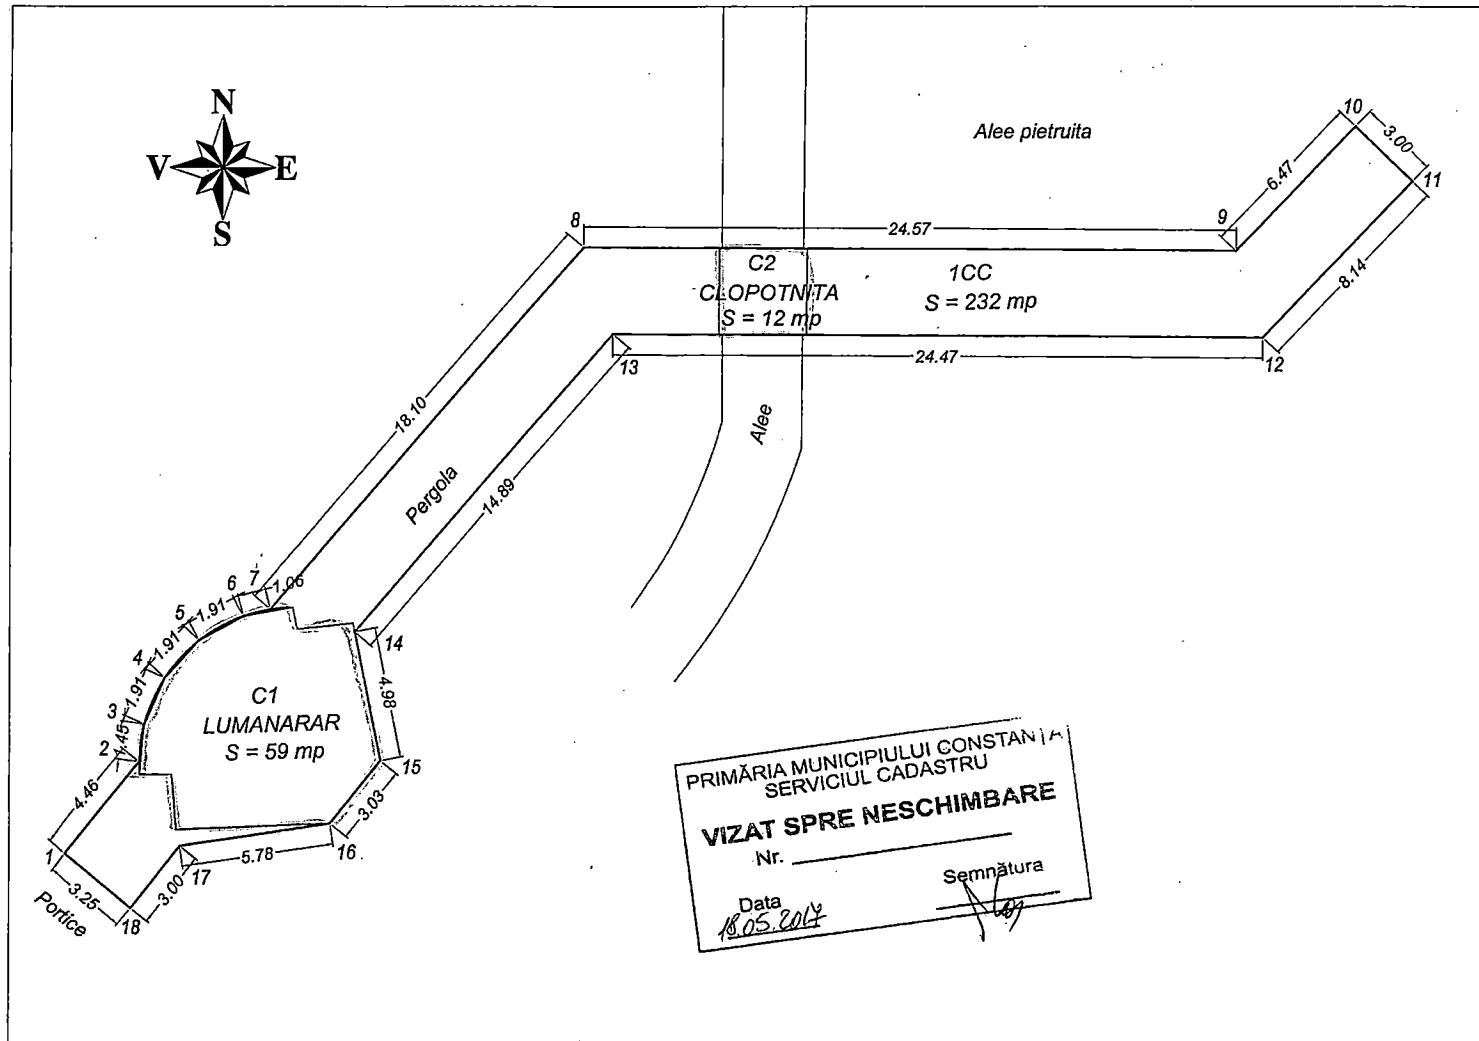 N
V E
S
Alee pietruita
10
3.00
11
6.47
8
9
24.57
C2
CLOPOTNITA
S = 12 mp
1CC
S = 232 mp
8.14
13
24.47
12
18.10
Alee
Pergola
14.89
7
1.06
6
1.91
5
1.91
4
1.91
3
1.45
2
14
4.98
C1
LUMANARAR
S = 59 mp
15
3.03
4.46
16
5.78
1
17
3.00
3.25
18
Portice
PRIMĂRIA MUNICIPIULUI CONSTANȚA
SERVICIUL CADASTRU
VIZAT SPRE NESCHIMBARE
Nr.
Semnătura
Data
18.05.2017